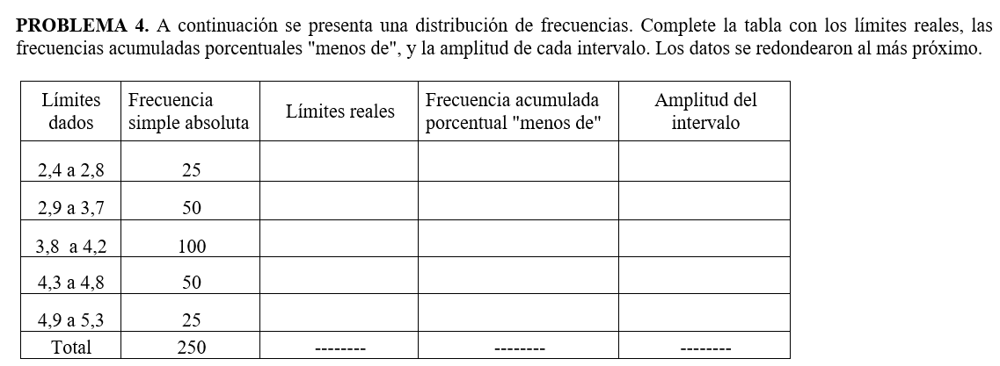 PROBLEMA 4. A continuación se presenta una distribución de frecuencias. Complete la tabla con los límites reales, las
frecuencias acumuladas porcentuales "menos de", y la amplitud de cada intervalo. Los datos se redondearon al más próximo.
Límites dados
Frecuencia simple absoluta
Límites reales
Frecuencia acumulada porcentual "menos de"
Amplitud del intervalo
2,4 a 2,8 25
2,9 a 3,7 50
3,8 a 4,2 100
4,3 a 4,8 50
4,9 a 5,3 25
Total 250 -------- -------- --------